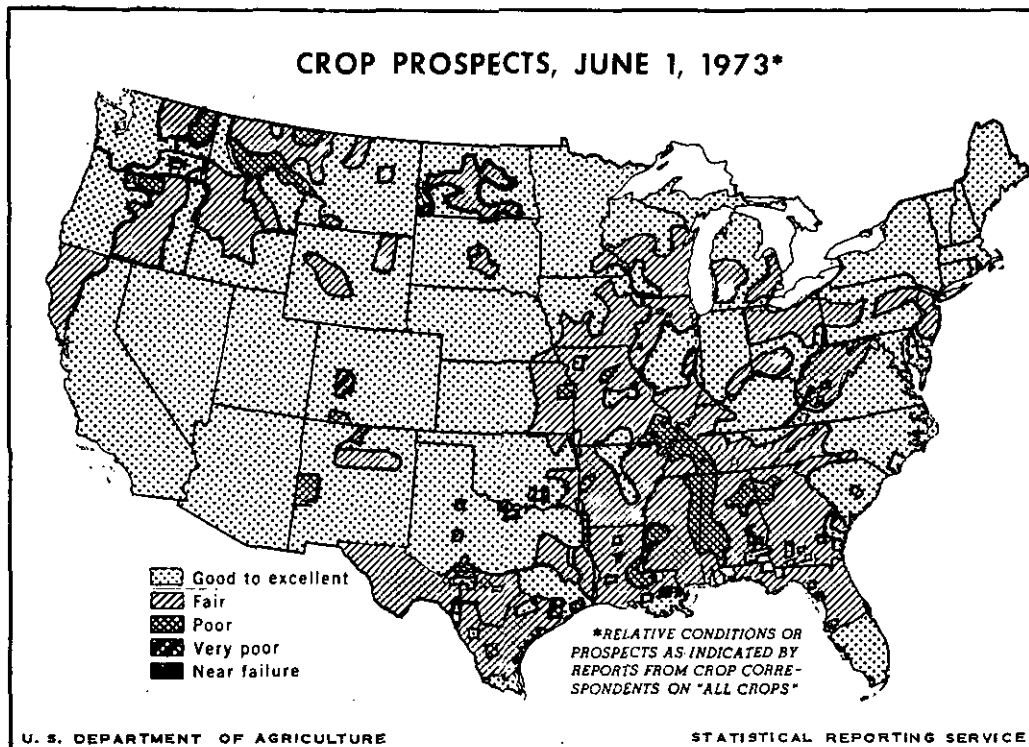 CROP PROSPECTS, JUNE 1, 1973*
Good to excellent
Fair
Poor
Very poor
Near failure
*RELATIVE CONDITIONS OR
PROSPECTS AS INDICATED BY
REPORTS FROM CROP CORRE-
SPONDENTS ON "ALL CROPS"
U. S. DEPARTMENT OF AGRICULTURE
STATISTICAL REPORTING SERVICE